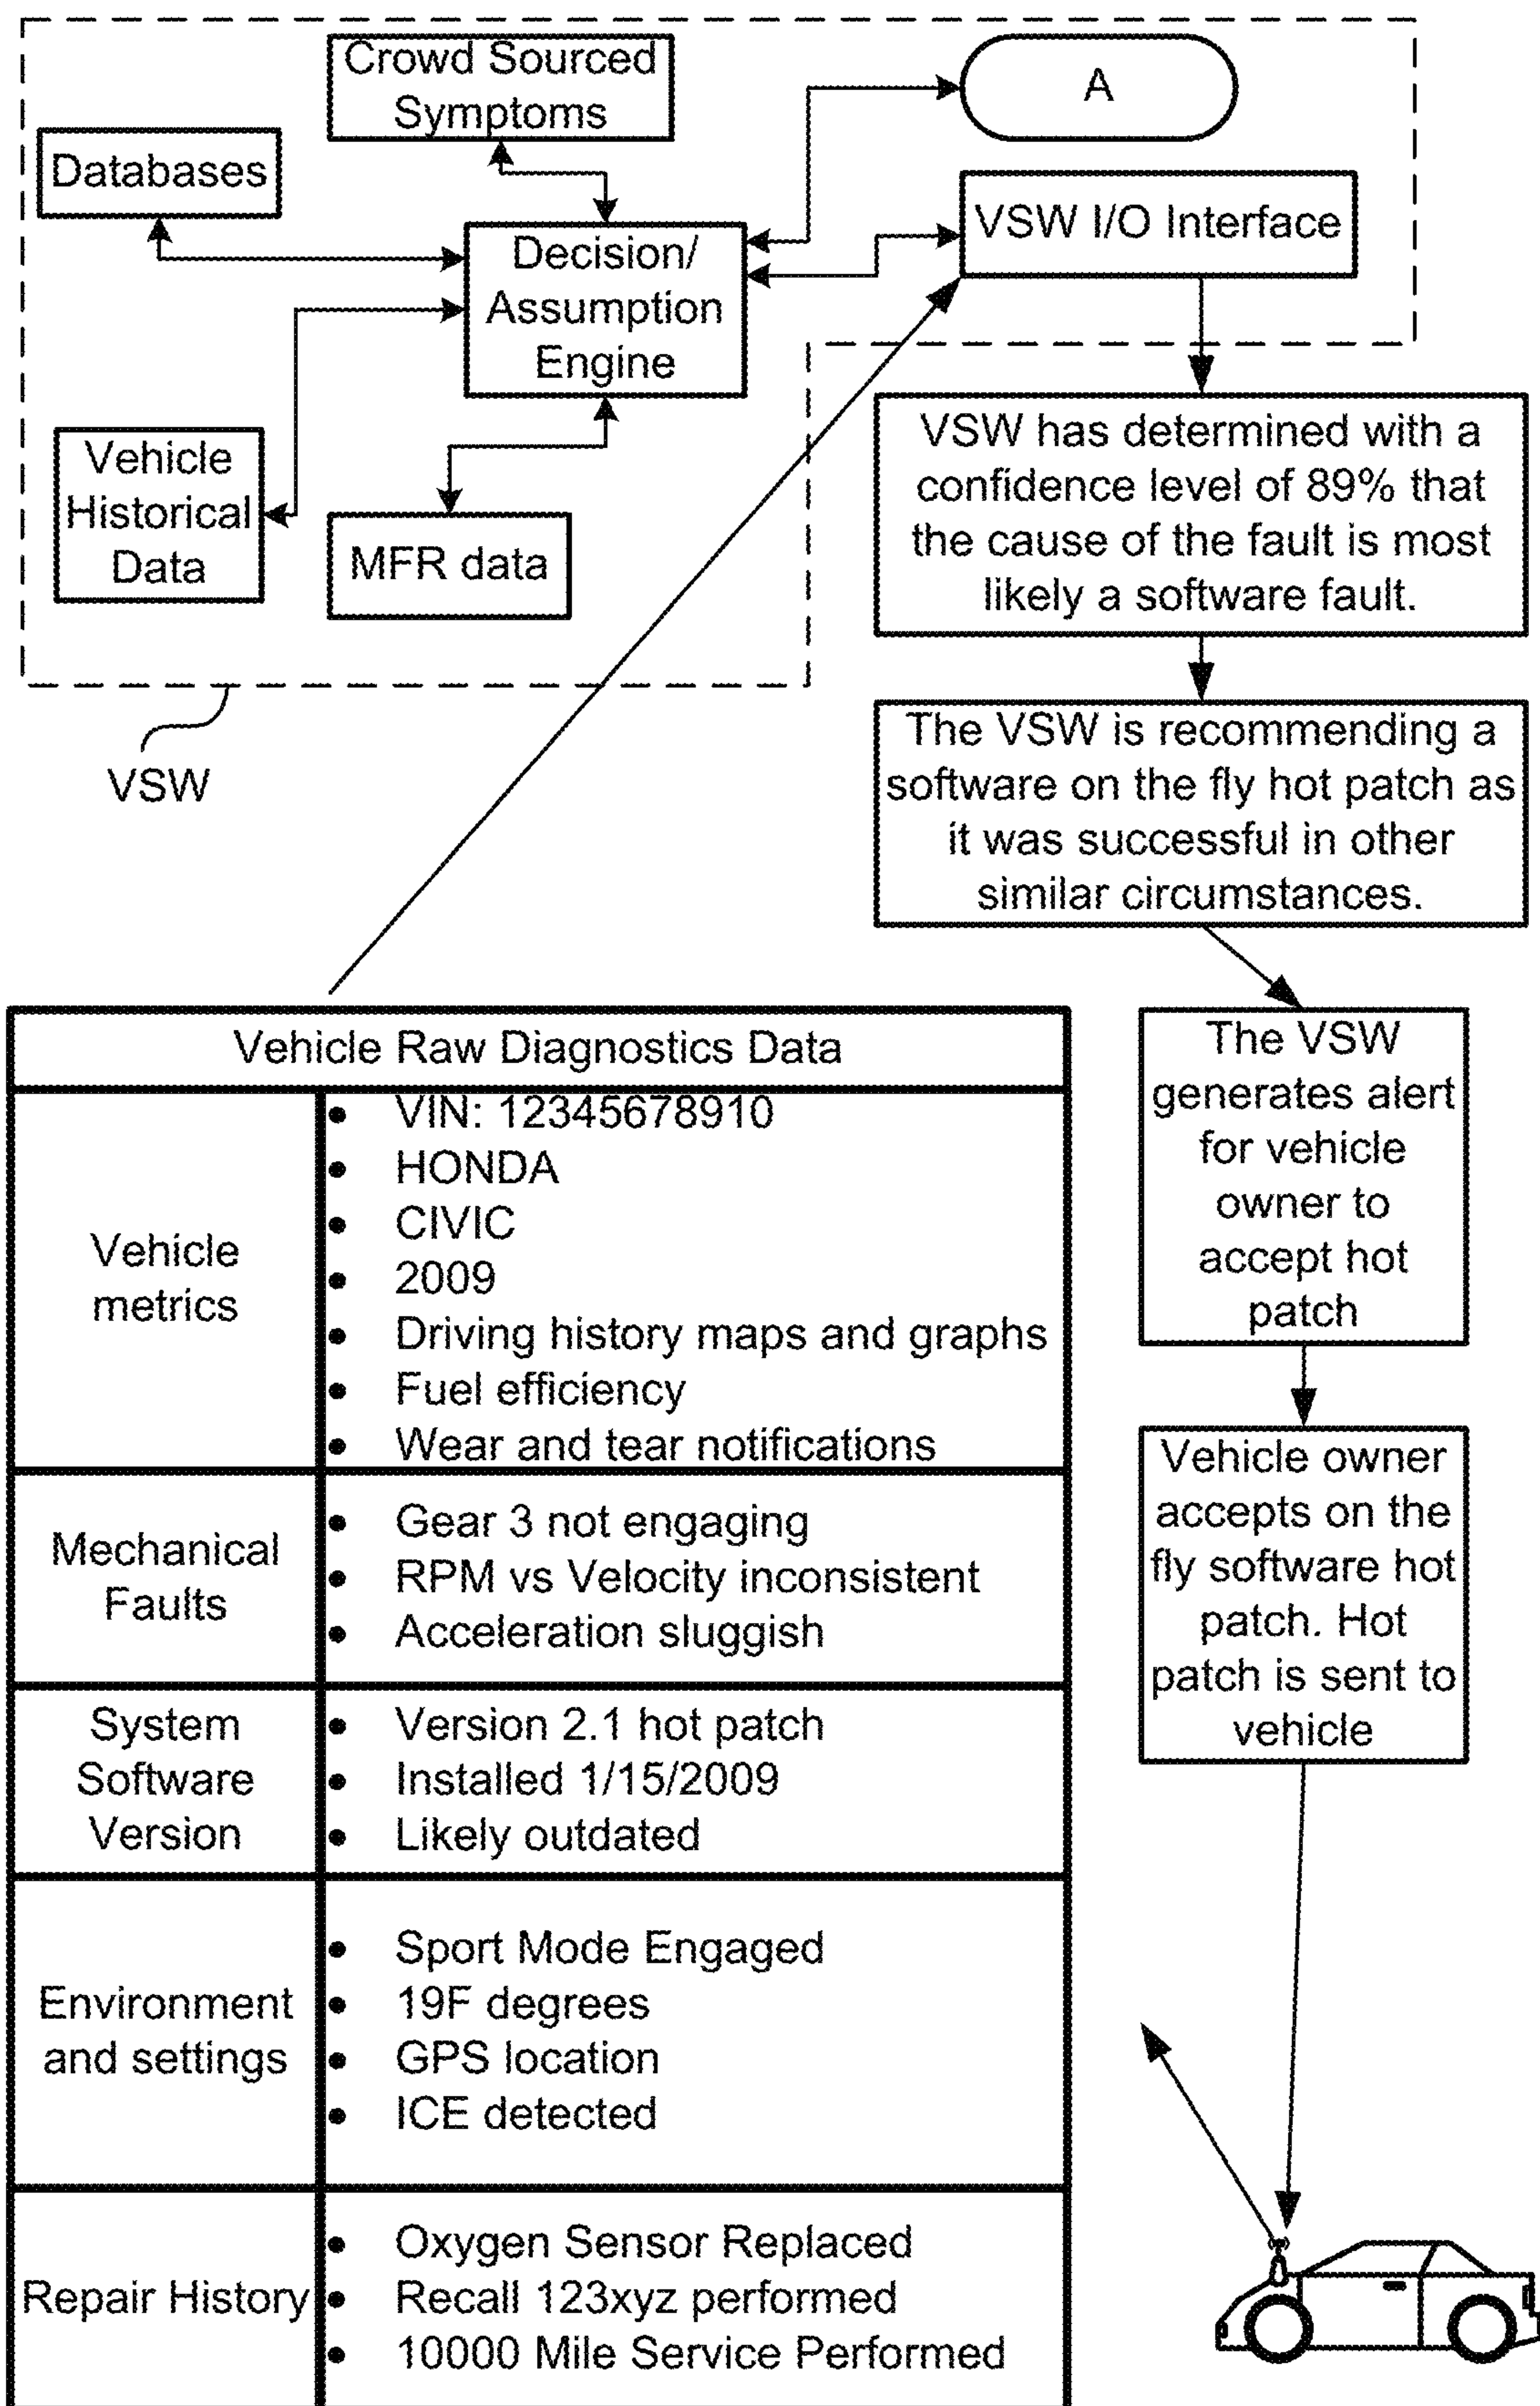 Crowd Sourced
Symptoms
A
Databases
VSW I/O Interface
Decision/
Assumption
Engine
Vehicle
Historical
Data
MFR data
VSW
VSW has determined with a
confidence level of 89% that
the cause of the fault is most
likely a software fault.
The VSW is recommending a
software on the fly hot patch as
it was successful in other
similar circumstances.
The VSW
generates alert
for vehicle
owner to
accept hot
patch
Vehicle owner
accepts on the
fly software hot
patch. Hot
patch is sent to
vehicle
Vehicle Raw Diagnostics Data
Vehicle
metrics
• VIN: 12345678910
• HONDA
• CIVIC
• 2009
• Driving history maps and graphs
• Fuel efficiency
• Wear and tear notifications
Mechanical
Faults
• Gear 3 not engaging
• RPM vs Velocity inconsistent
• Acceleration sluggish
System
Software
Version
• Version 2.1 hot patch
• Installed 1/15/2009
• Likely outdated
Environment
and settings
• Sport Mode Engaged
• 19F degrees
• GPS location
• ICE detected
Repair History
• Oxygen Sensor Replaced
• Recall 123xyz performed
• 10000 Mile Service Performed